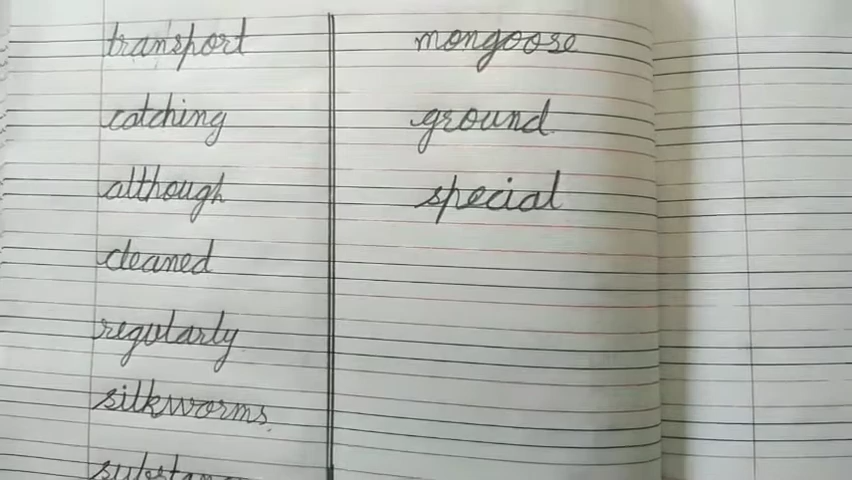 transport
catching
although
cleaned
regularly
silkworms.
mongoose
ground
special